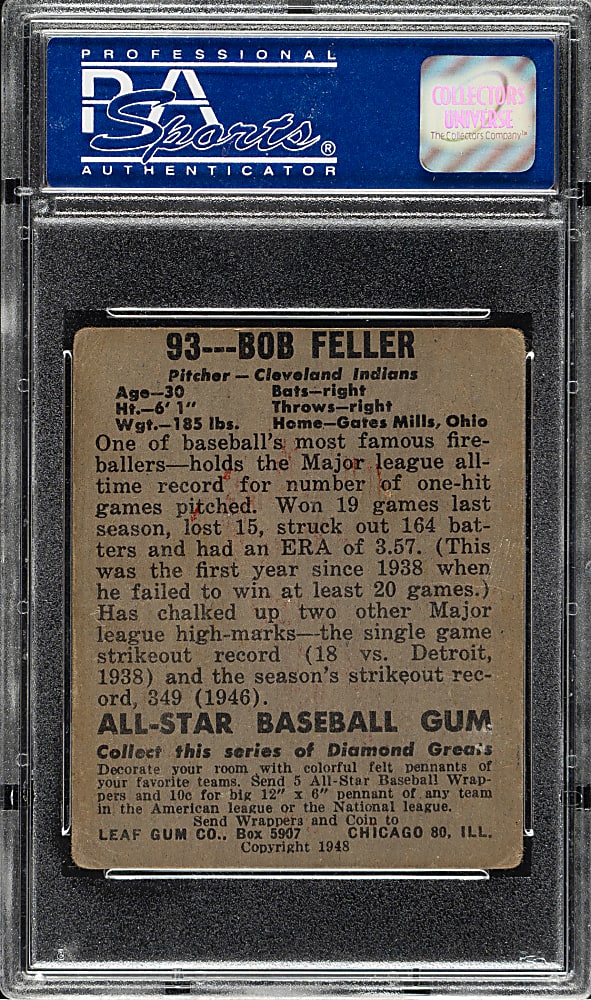 PROFESSIONAL
PSA
Sports®
AUTHENTICATOR
COLLECTORS
UNIVERSE
The Collectors Company™
93---BOB FELLER
Pitcher — Cleveland Indians
Age—30 Bats—right
Ht.—6' 1" Throws—right
Wgt.—185 lbs. Home—Gates Mills, Ohio
One of baseball's most famous fire-
ballers—holds the Major league all-
time record for number of one-hit
games pitched. Won 19 games last
season, lost 15, struck out 164 bat-
ters and had an ERA of 3.57. (This
was the first year since 1938 when
he failed to win at least 20 games.)
Has chalked up two other Major
league high-marks—the single game
strikeout record (18 vs. Detroit,
1938) and the season's strikeout rec-
ord, 349 (1946).
ALL-STAR BASEBALL GUM
Collect this series of Diamond Greats
Decorate your room with colorful felt pennants of
your favorite teams. Send 5 All-Star Baseball Wrap-
pers and 10c for big 12" x 6" pennant of any team
in the American league or the National league.
Send Wrappers and Coin to
LEAF GUM CO., Box 5907 CHICAGO 80, ILL.
Copyright 1948